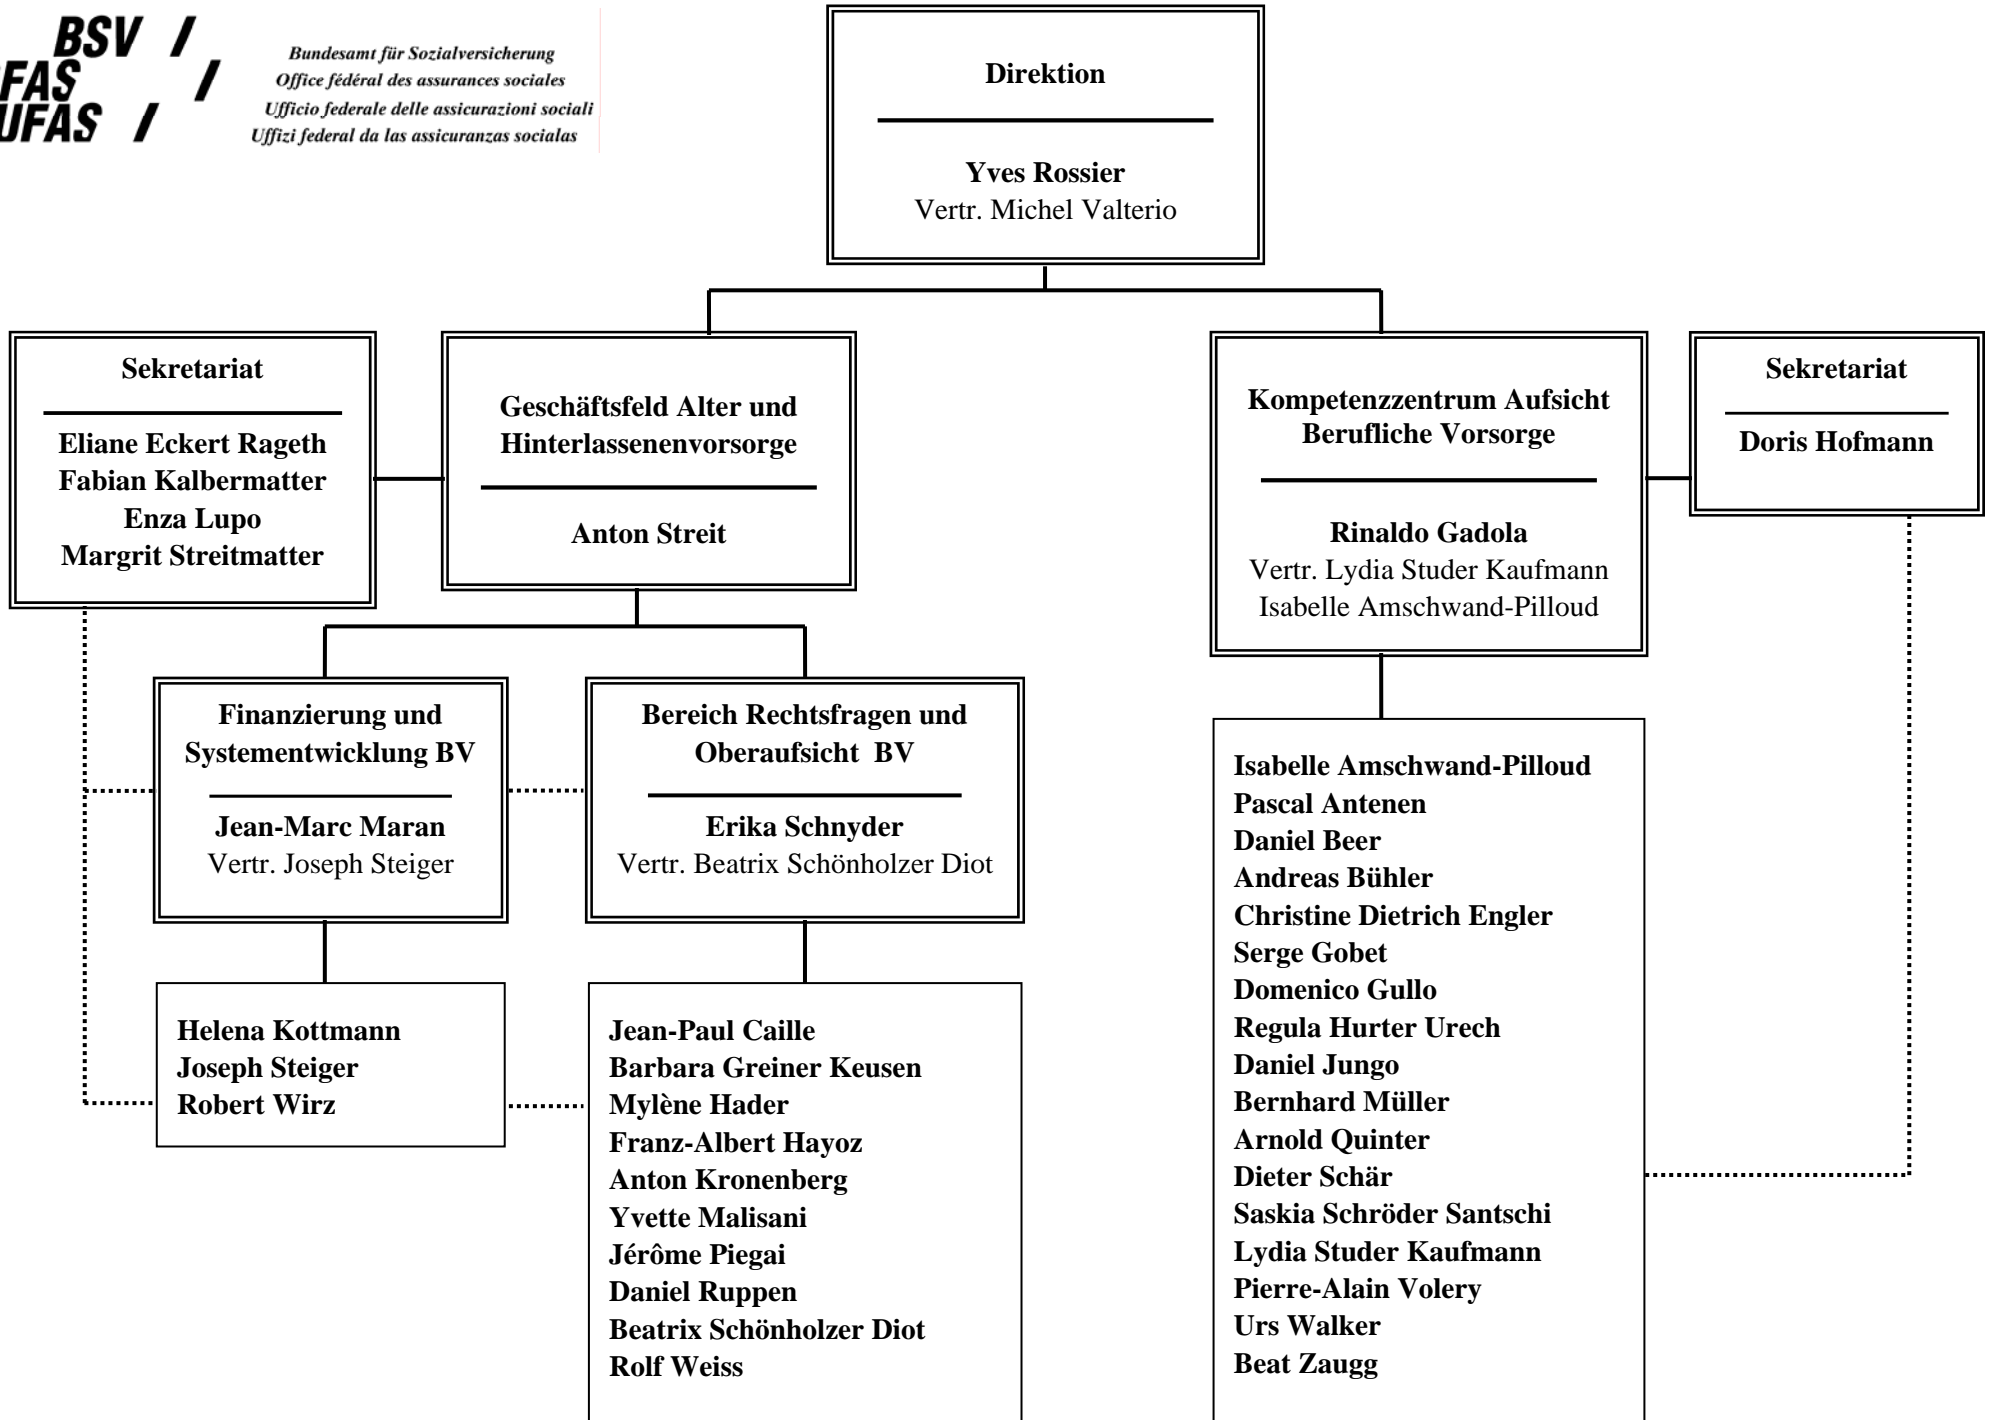 BSV /
OFAS /
UFAS /
Bundesamt für Sozialversicherung
Office fédéral des assurances sociales
Ufficio federale delle assicurazioni sociali
Uffizi federal da las assicuranzas socialas
Direktion
Yves Rossier
Vertr. Michel Valterio
Sekretariat
Eliane Eckert Rageth
Fabian Kalbermatter
Enza Lupo
Margrit Streitmatter
Geschäftsfeld Alter und
Hinterlassenenvorsorge
Anton Streit
Kompetenzzentrum Aufsicht
Berufliche Vorsorge
Rinaldo Gadola
Vertr. Lydia Studer Kaufmann
Isabelle Amschwand-Pilloud
Sekretariat
Doris Hofmann
Finanzierung und
Systementwicklung BV
Jean-Marc Maran
Vertr. Joseph Steiger
Bereich Rechtsfragen und
Oberaufsicht BV
Erika Schnyder
Vertr. Beatrix Schönholzer Diot
Helena Kottmann
Joseph Steiger
Robert Wirz
Jean-Paul Caille
Barbara Greiner Keusen
Mylène Hader
Franz-Albert Hayoz
Anton Kronenberg
Yvette Malisani
Jérôme Piegai
Daniel Ruppen
Beatrix Schönholzer Diot
Rolf Weiss
Isabelle Amschwand-Pilloud
Pascal Antenen
Daniel Beer
Andreas Bühler
Christine Dietrich Engler
Serge Gobet
Domenico Gullo
Regula Hurter Urech
Daniel Jungo
Bernhard Müller
Arnold Quinter
Dieter Schär
Saskia Schröder Santschi
Lydia Studer Kaufmann
Pierre-Alain Volery
Urs Walker
Beat Zaugg